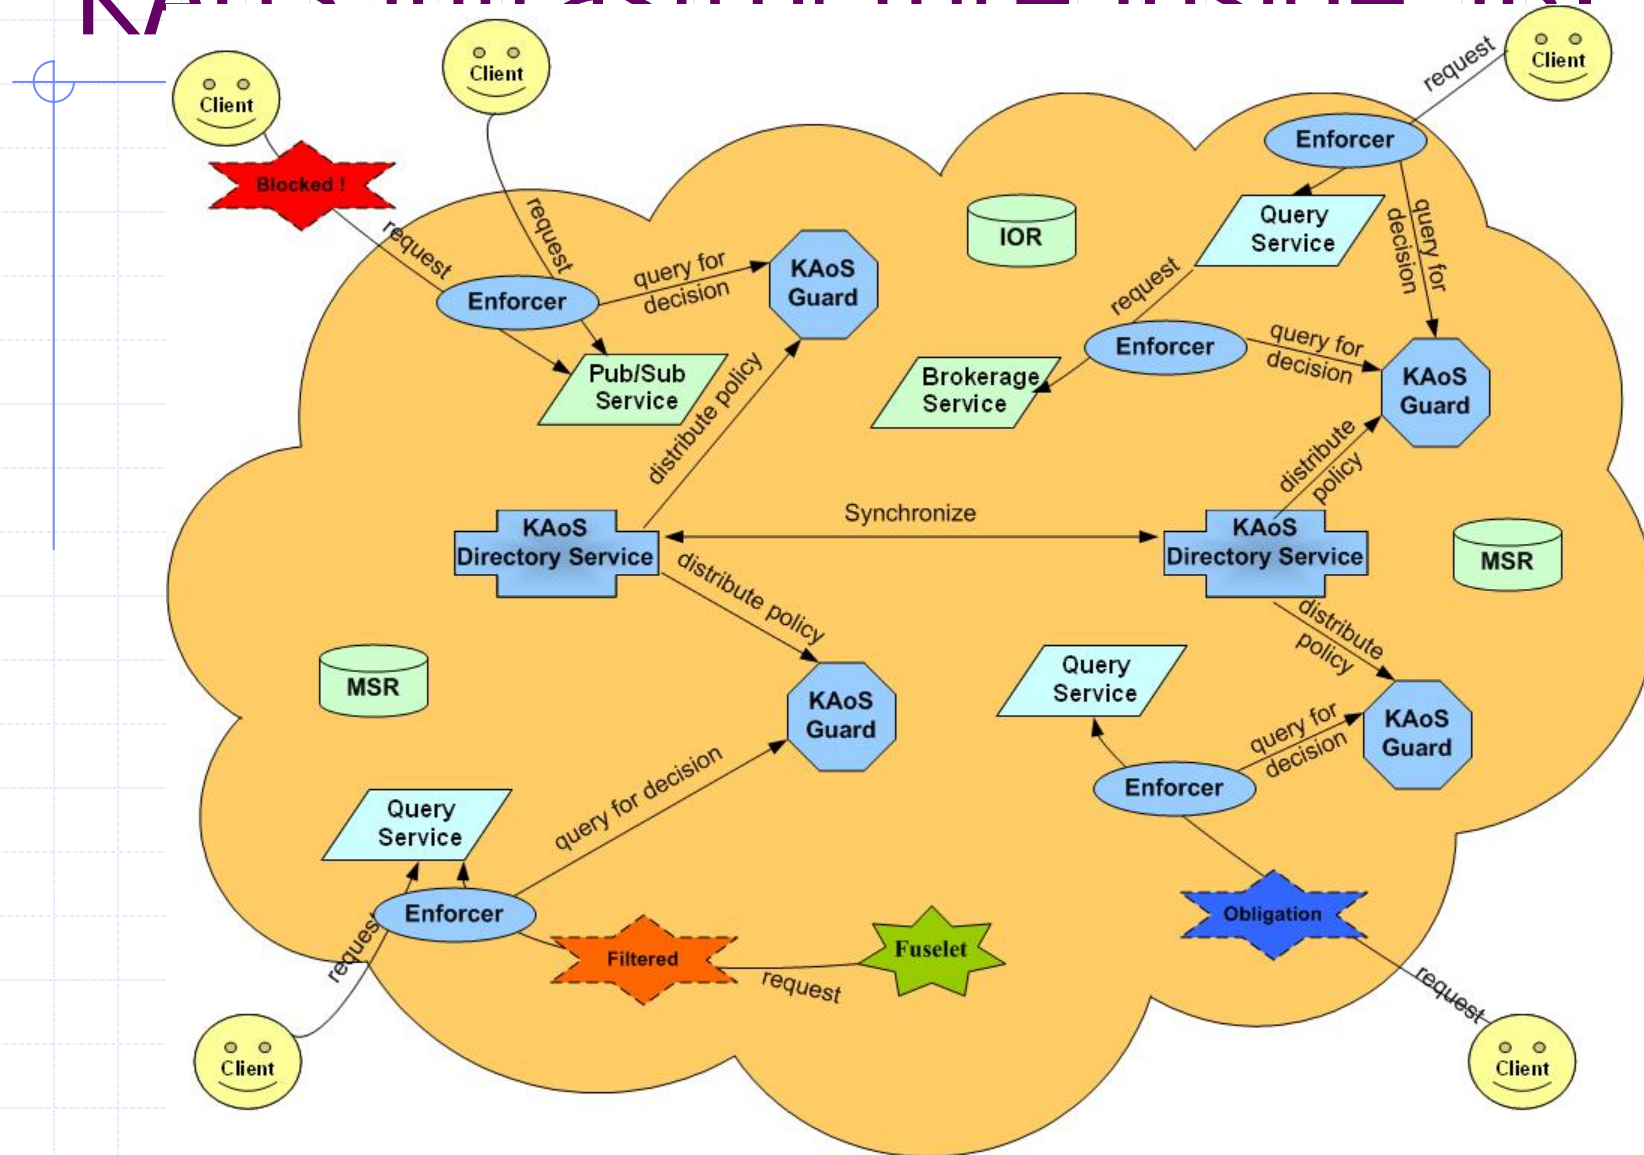 Client
Client
Client
request
Enforcer
Blocked !
request
request
Query
Service
query for
decision
IOR
KAoS
Guard
query for
decision
Enforcer
request
Enforcer
query for
decision
Pub/Sub
Service
Brokerage
Service
KAoS
Guard
distribute policy
distribute
policy
Synchronize
KAoS
Directory Service
KAoS
Directory Service
MSR
distribute policy
distribute
policy
Query
Service
MSR
KAoS
Guard
KAoS
Guard
query for
decision
query for decision
Enforcer
Query
Service
Enforcer
Obligation
Filtered
Fuselet
request
request
request
Client
Client